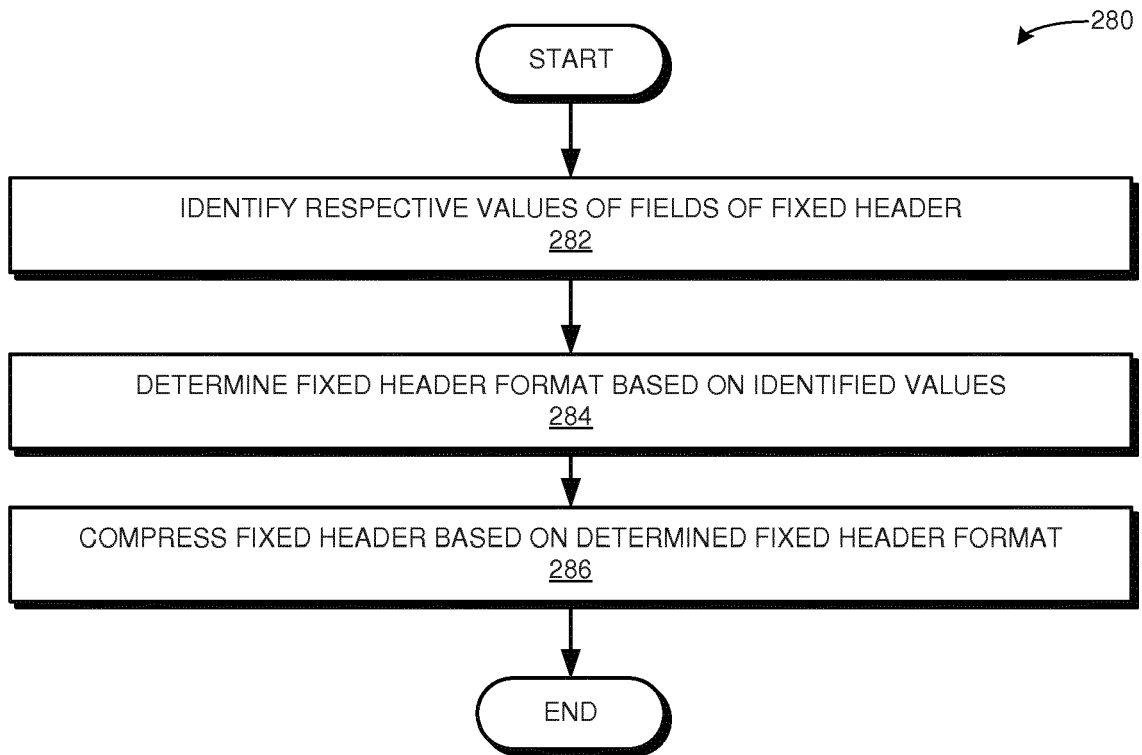 280
START
IDENTIFY RESPECTIVE VALUES OF FIELDS OF FIXED HEADER
282
DETERMINE FIXED HEADER FORMAT BASED ON IDENTIFIED VALUES
284
COMPRESS FIXED HEADER BASED ON DETERMINED FIXED HEADER FORMAT
286
END